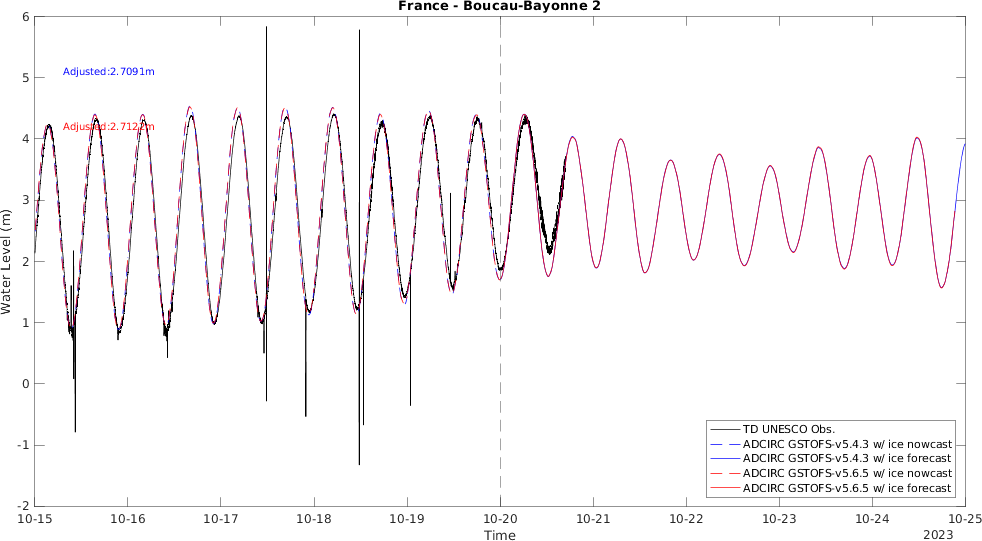 France - Boucau-Bayonne 2
6
5
4
3
2
1
0
-1
-2
Water Level (m)
Adjusted:2.7091m
Adjusted:2.7121m
TD UNESCO Obs.
ADCIRC GSTOFS-v5.4.3 w/ ice nowcast
ADCIRC GSTOFS-v5.4.3 w/ ice forecast
ADCIRC GSTOFS-v5.6.5 w/ ice nowcast
ADCIRC GSTOFS-v5.6.5 w/ ice forecast
10-15 10-16 10-17 10-18 10-19 10-20 10-21 10-22 10-23 10-24 10-25
Time
2023